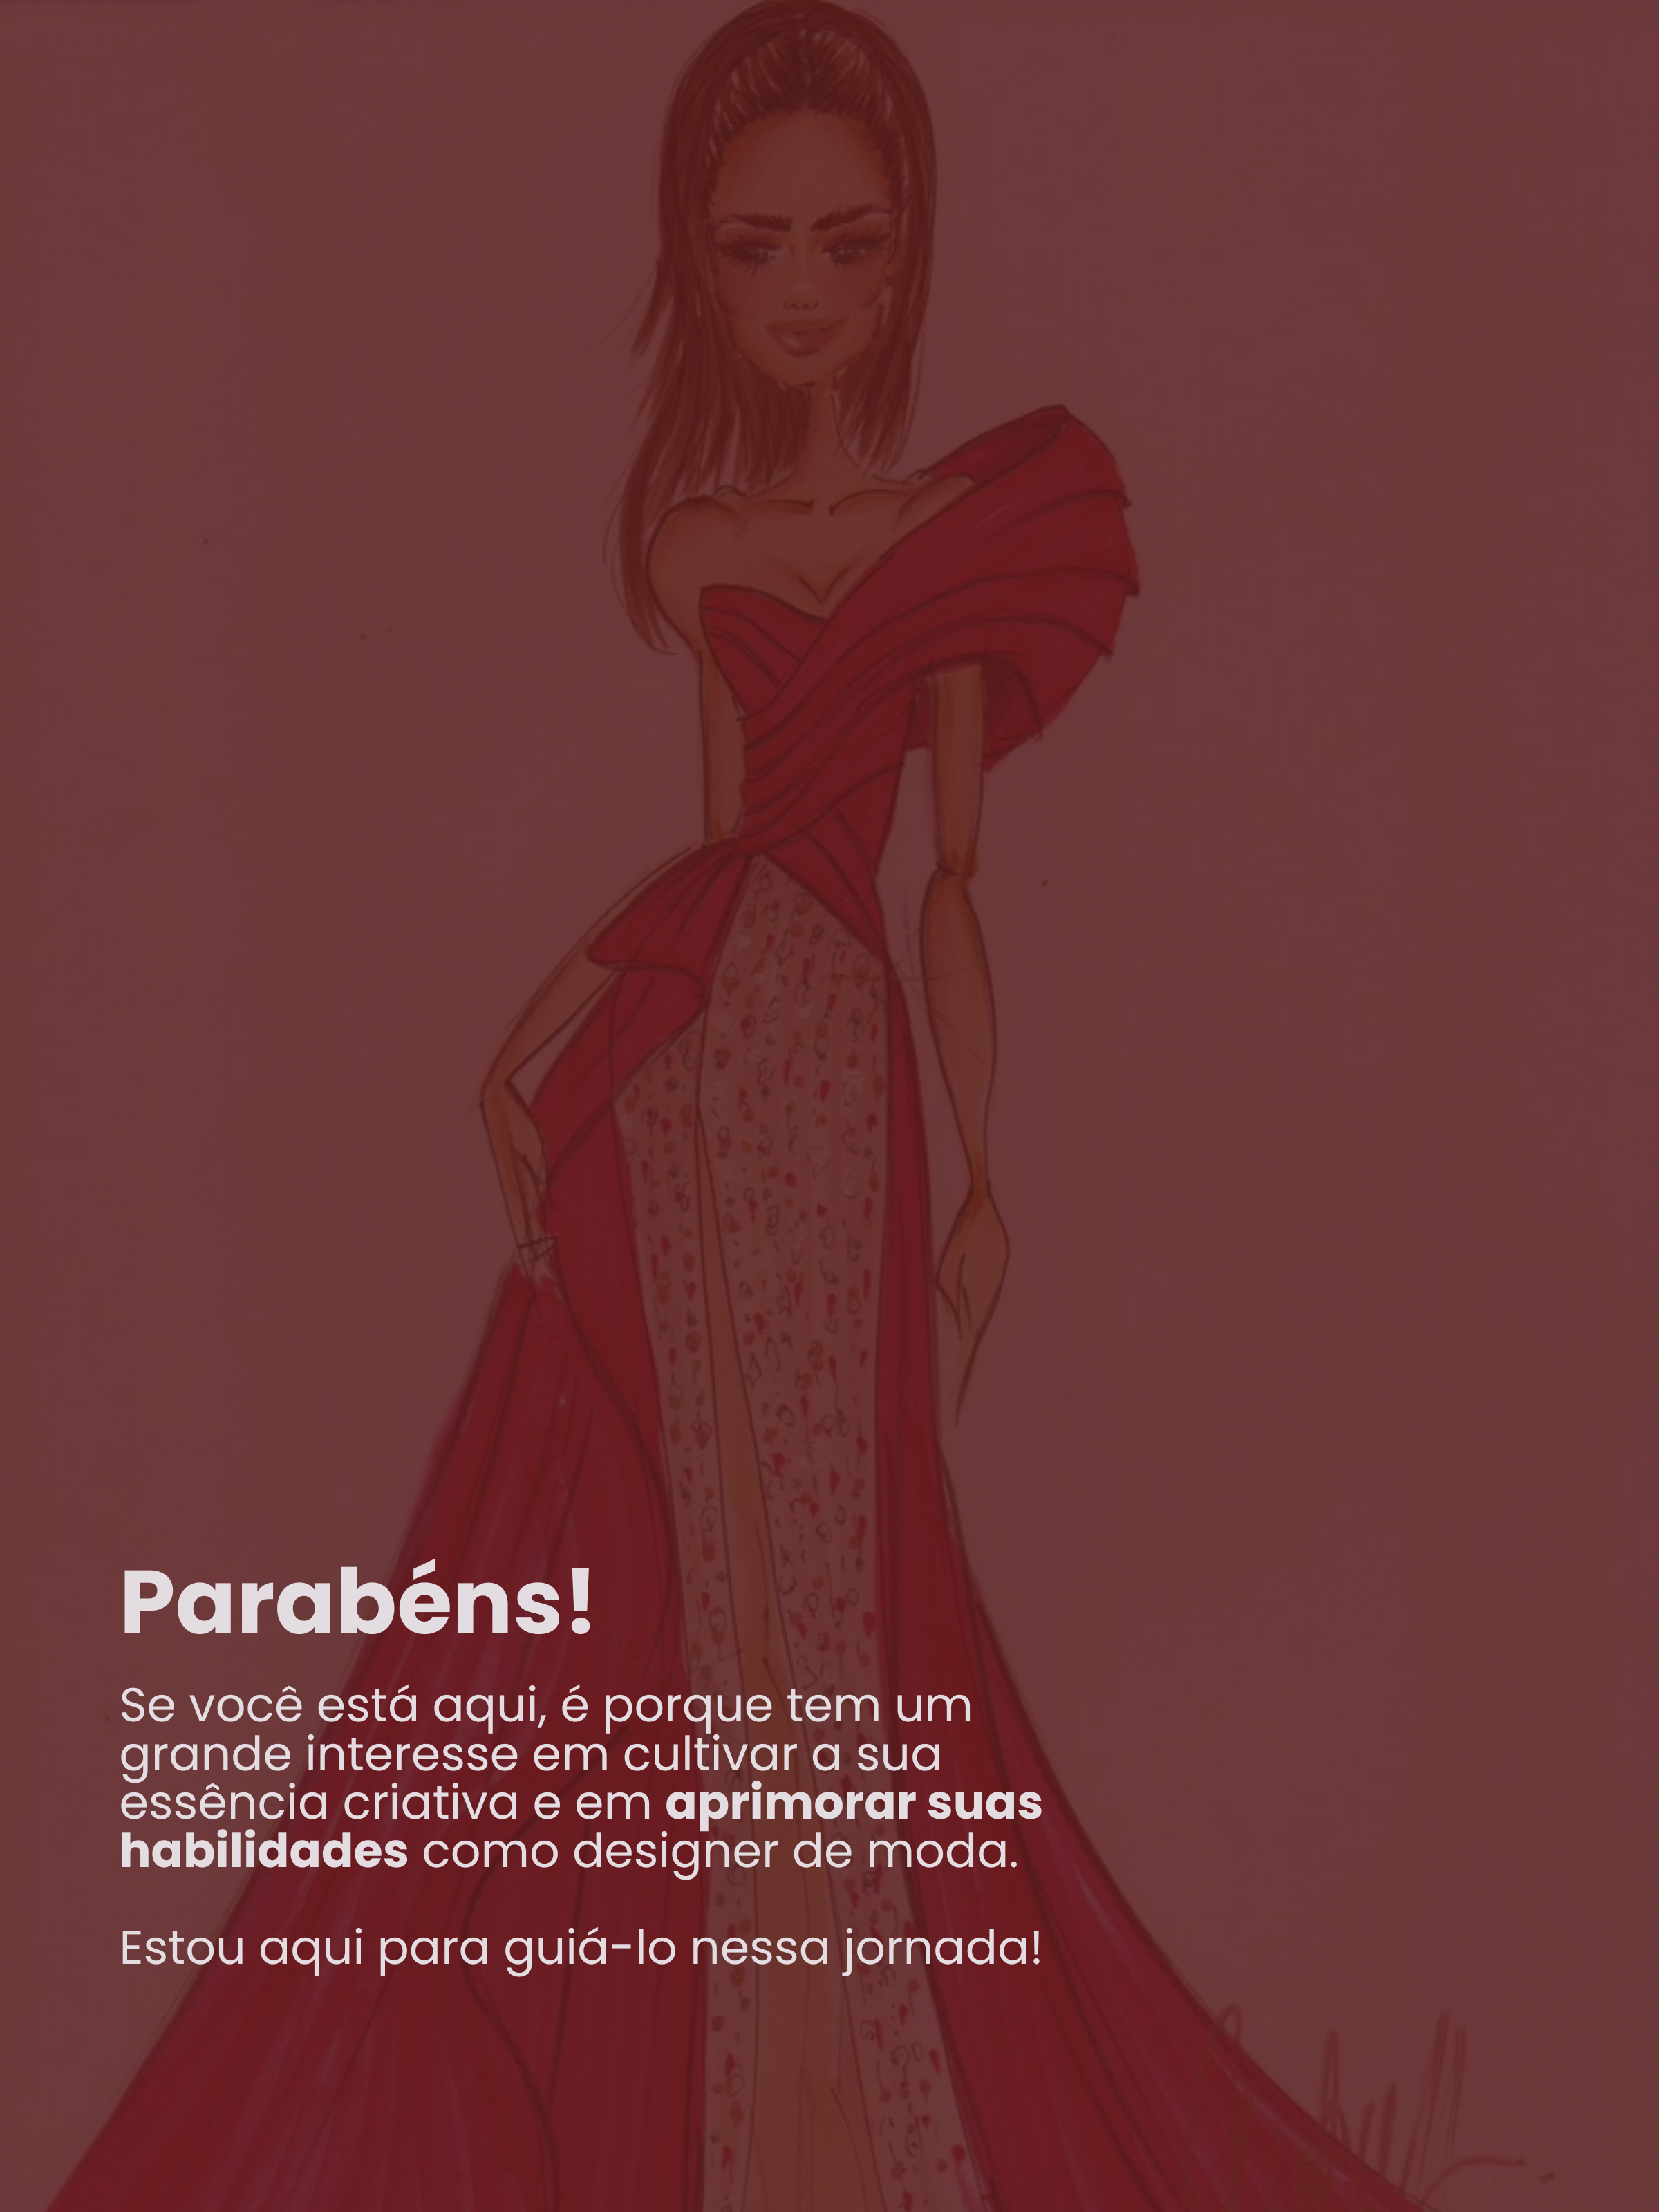 Parabéns!
Se você está aqui, é porque tem um
grande interesse em cultivar a sua
essência criativa e em aprimorar suas
habilidades como designer de moda.
Estou aqui para guiá-lo nessa jornada!